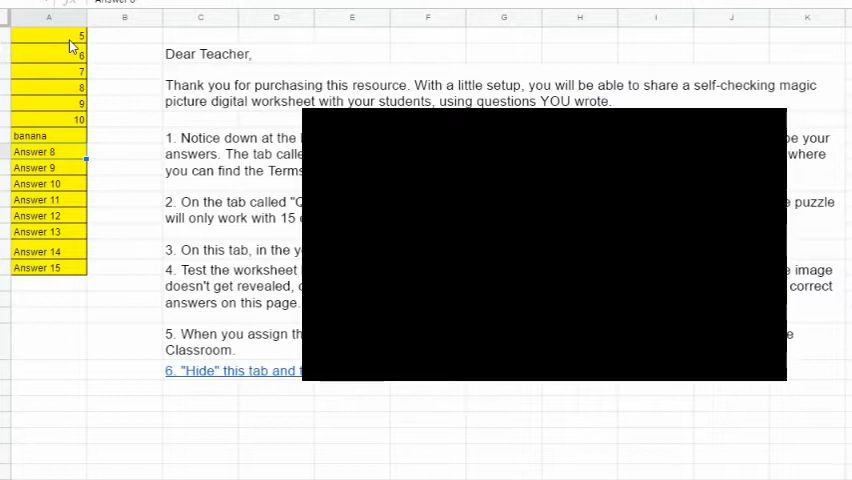 A B C D E F G H I J K
5
6 Dear Teacher,
7
8 Thank you for purchasing this resource. With a little setup, you will be able to share a self-checking magic
9 picture digital worksheet with your students, using questions YOU wrote.
10
banana 1. Notice down at the be your
Answer 8 answers. The tab calle where
Answer 9 you can find the Terms
Answer 10
Answer 11 2. On the tab called "Q e puzzle
Answer 12 will only work with 15
Answer 13
Answer 14 3. On this tab, in the
Answer 15 4. Test the worksheet e image
doesn't get revealed, correct
answers on this page.
5. When you assign th
Classroom.
6. "Hide" this tab and